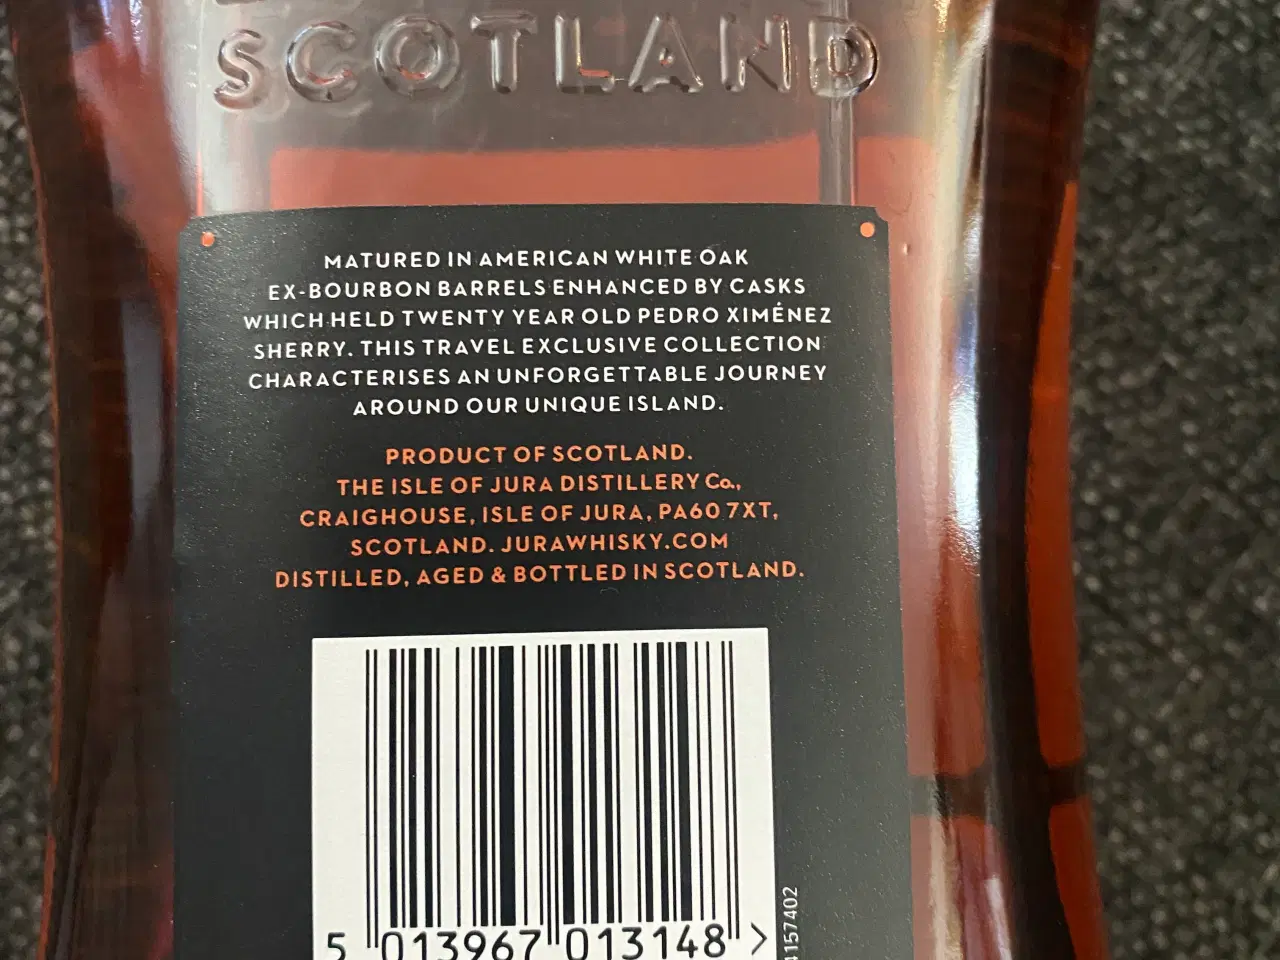 SCOTLAND
MATURED IN AMERICAN WHITE OAK
EX-BOURBON BARRELS ENHANCED BY CASKS
WHICH HELD TWENTY YEAR OLD PEDRO XIMÉNEZ
SHERRY. THIS TRAVEL EXCLUSIVE COLLECTION
CHARACTERISES AN UNFORGETTABLE JOURNEY
AROUND OUR UNIQUE ISLAND.
PRODUCT OF SCOTLAND.
THE ISLE OF JURA DISTILLERY Co.,
CRAIGHOUSE, ISLE OF JURA, PA60 7XT,
SCOTLAND. JURAWHISKY.COM
DISTILLED, AGED & BOTTLED IN SCOTLAND.
5 013967 013148 >